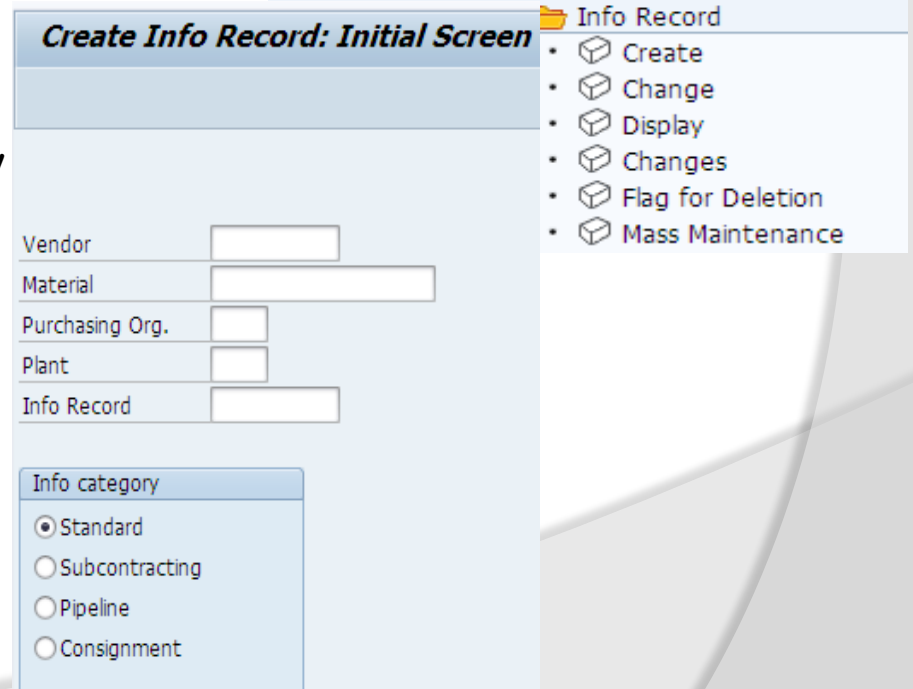 Create Info Record: Initial Screen
Vendor
Material
Purchasing Org.
Plant
Info Record
Info category
Standard
Subcontracting
Pipeline
Consignment
Info Record
Create
Change
Display
Changes
Flag for Deletion
Mass Maintenance